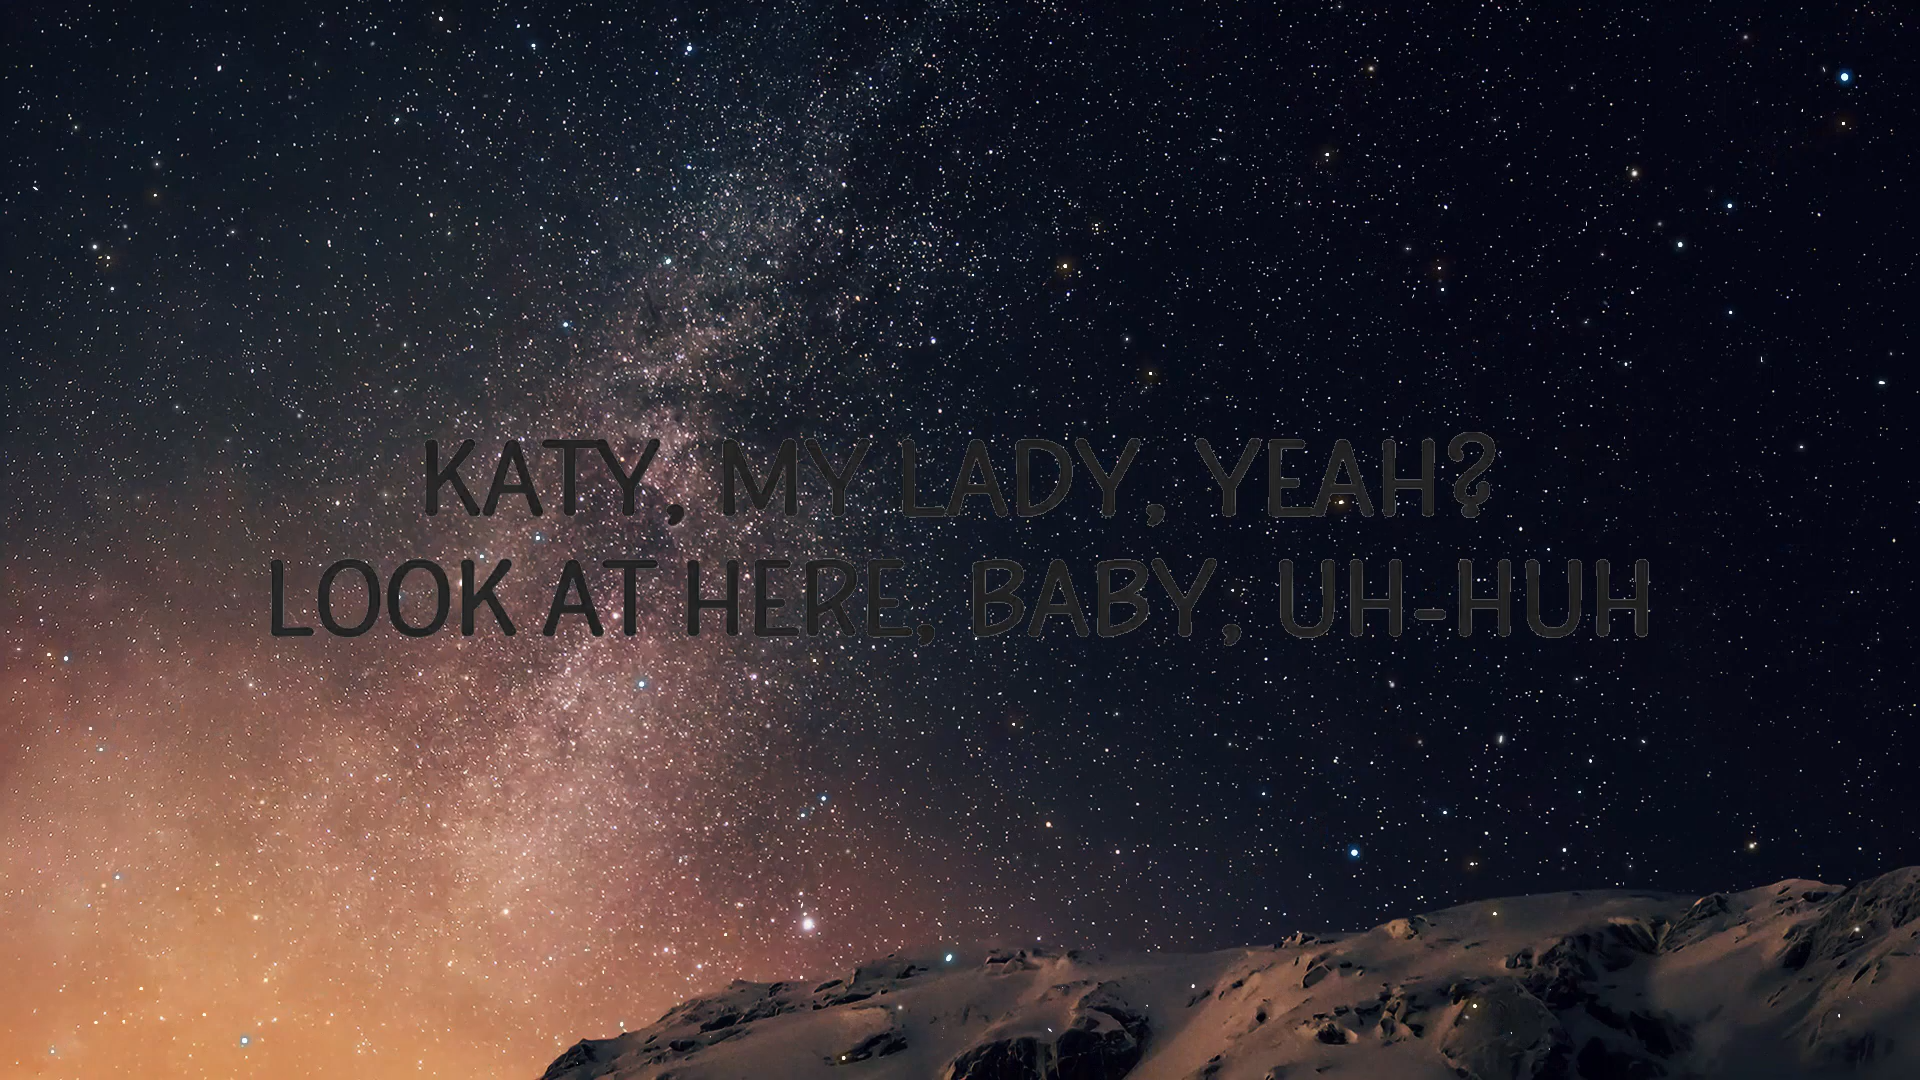 KATY, MY LADY, YEAH?
LOOK AT HERE, BABY, UH-HUH